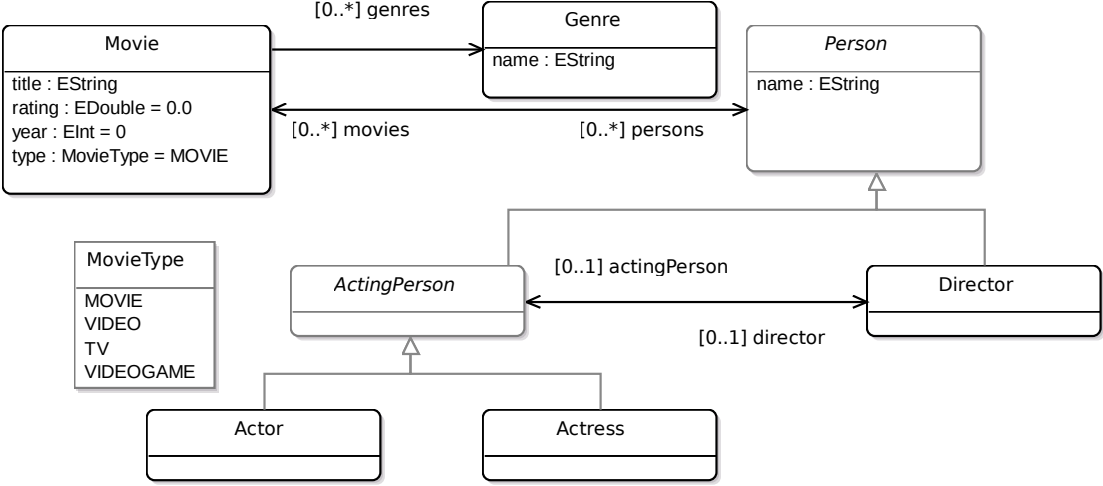 [0..*] genres
Movie
title : EString
rating : EDouble = 0.0
year : EInt = 0
type : MovieType = MOVIE
Genre
name : EString
Person
name : EString
[0..*] movies
[0..*] persons
MovieType
MOVIE
VIDEO
TV
VIDEOGAME
ActingPerson
[0..1] actingPerson
[0..1] director
Director
Actor
Actress